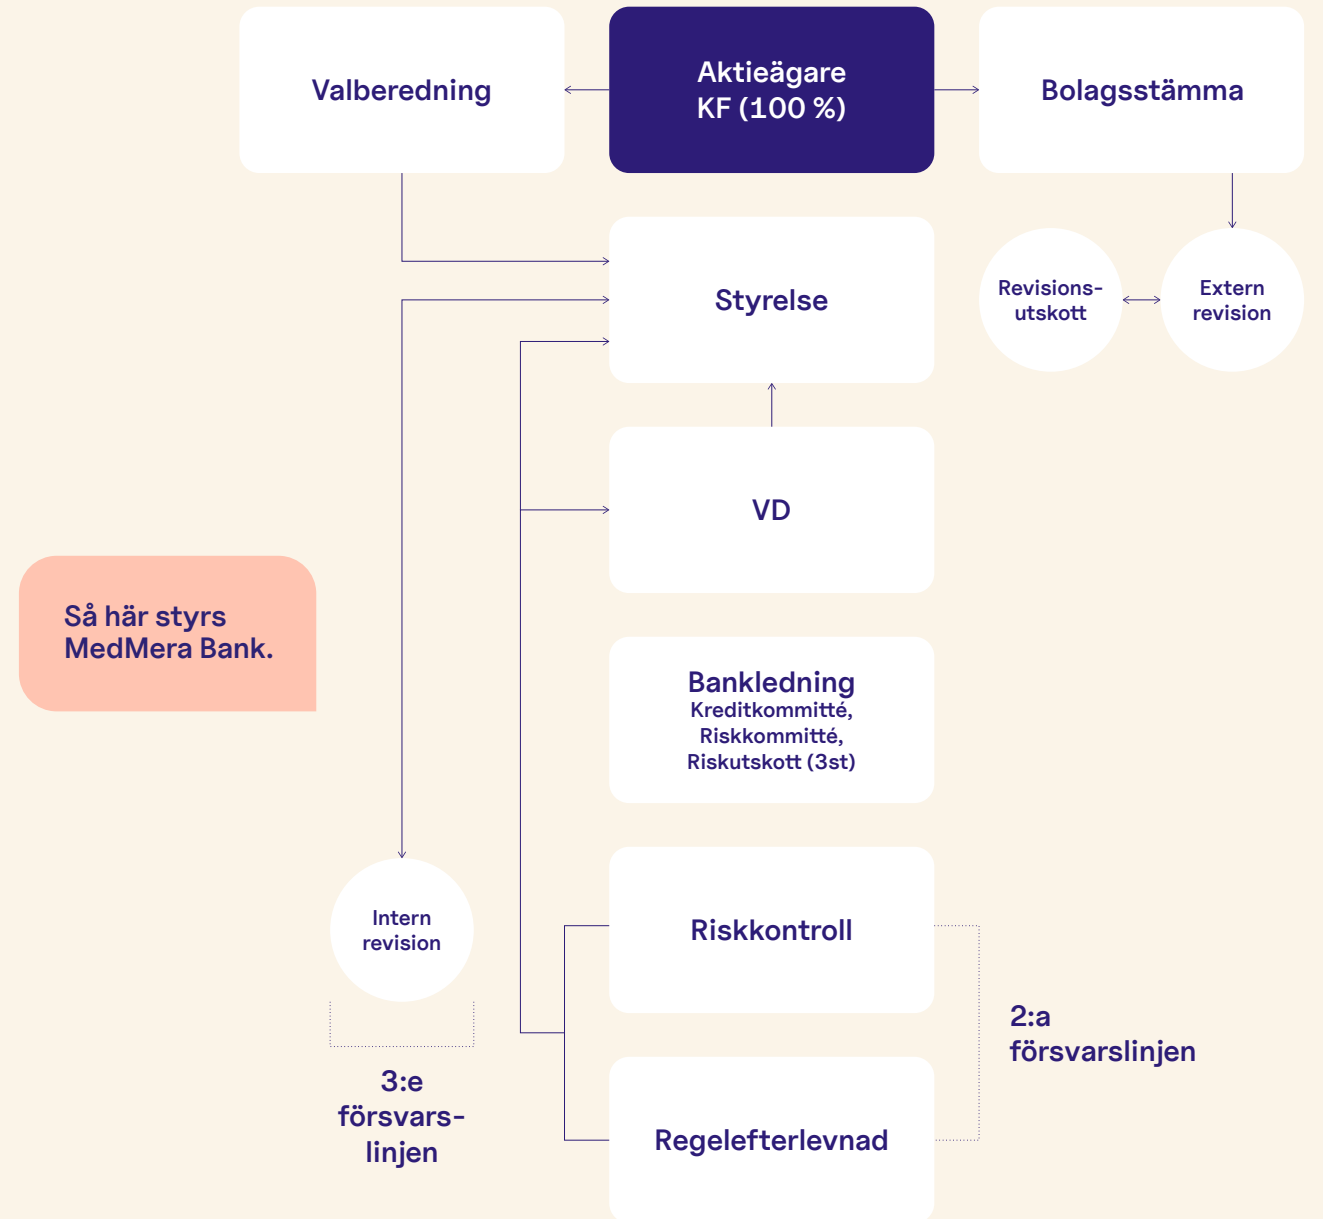 Valberedning
Aktieägare
KF (100 %)
Bolagsstämma
Styrelse
Revisions-
utskott
Extern
revision
VD
Så här styrs
MedMera Bank.
Bankledning
Kreditkommitté,
Riskkommitté,
Riskutskott (3st)
Intern
revision
Riskkontroll
2:a
försvarslinjen
3:e
försvars-
linjen
Regelefterlevnad